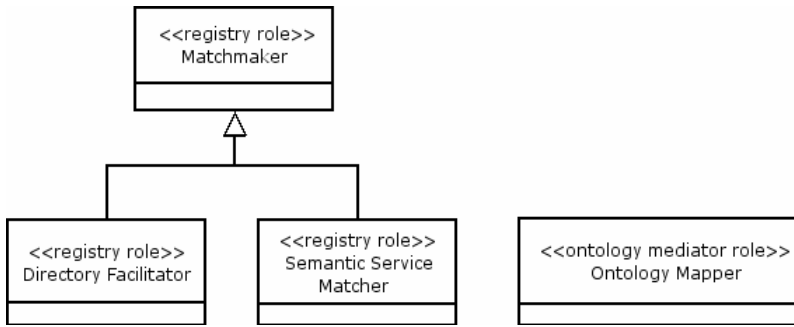 <<registry role>>
Matchmaker
<<registry role>>
Directory Facilitator
<<registry role>>
Semantic Service
Matcher
<<ontology mediator role>>
Ontology Mapper